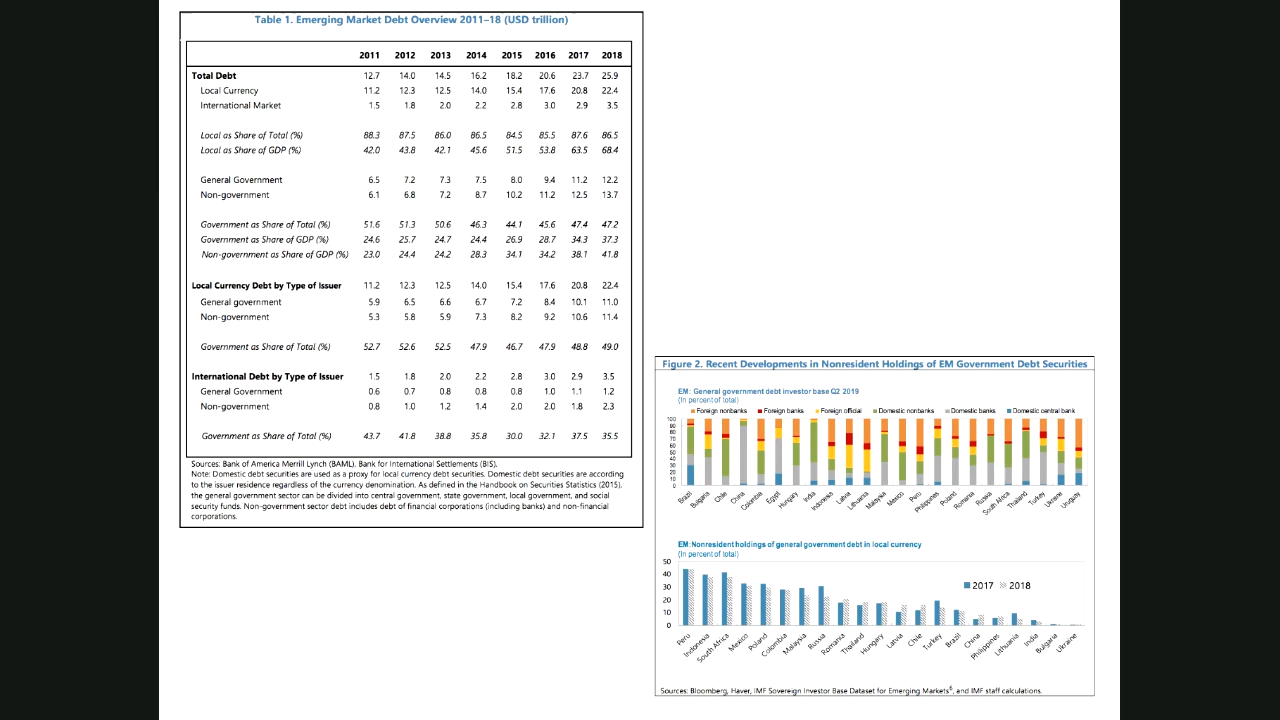 Table 1. Emerging Market Debt Overview 2011–18 (USD trillion)
2011 2012 2013 2014 2015 2016 2017 2018
Total Debt 12.7 14.0 14.5 16.2 18.2 20.6 23.7 25.9
Local Currency 11.2 12.3 12.5 14.0 15.4 17.6 20.8 22.4
International Market 1.5 1.8 2.0 2.2 2.8 3.0 2.9 3.5
Local as Share of Total (%) 88.3 87.5 86.0 86.5 84.5 85.5 87.6 86.5
Local as Share of GDP (%) 42.0 43.8 42.1 45.6 51.5 53.8 63.5 68.4
General Government 6.5 7.2 7.3 7.5 8.0 9.4 11.2 12.2
Non-government 6.1 6.8 7.2 8.7 10.2 11.2 12.5 13.7
Government as Share of Total (%) 51.6 51.3 50.6 46.3 44.1 45.6 47.4 47.2
Government as Share of GDP (%) 24.6 25.7 24.7 24.4 26.9 28.7 34.3 37.3
Non-government as Share of GDP (%) 23.0 24.4 24.2 28.3 34.1 34.2 38.1 41.8
Local Currency Debt by Type of Issuer 11.2 12.3 12.5 14.0 15.4 17.6 20.8 22.4
General government 5.9 6.5 6.6 6.7 7.2 8.4 10.1 11.0
Non-government 5.3 5.8 5.9 7.3 8.2 9.2 10.6 11.4
Government as Share of Total (%) 52.7 52.6 52.5 47.9 46.7 47.9 48.8 49.0
International Debt by Type of Issuer 1.5 1.8 2.0 2.2 2.8 3.0 2.9 3.5
General Government 0.6 0.7 0.8 0.8 0.8 1.0 1.1 1.2
Non-government 0.8 1.0 1.2 1.4 2.0 2.0 1.8 2.3
Government as Share of Total (%) 43.7 41.8 38.8 35.8 30.0 32.1 37.5 35.5
Sources: Bank of America Merrill Lynch (BAML), Bank for International Settlements (BIS).
Note: Domestic debt securities are used as a proxy for local currency debt securities. Domestic debt securities are according
to the issuer residence regardless of the currency denomination. As defined in the Handbook on Securities Statistics (2015),
the general government sector can be divided into central government, state government, local government, and social
security funds. Non-government sector debt includes debt of financial corporations (including banks) and non-financial
corporations.
Figure 2. Recent Developments in Nonresident Holdings of EM Government Debt Securities
EM: General government debt investor base Q2 2019
(In percent of total)
Foreign nonbanks Foreign banks Foreign official Domestic nonbanks Domestic banks Domestic central bank
100
90
80
70
60
50
40
30
20
10
0
Brazil Bulgaria Chile China Colombia Egypt Hungary India Indonesia Latvia Lithuania Malaysia Mexico Peru Philippines Poland Romania Russia South Africa Thailand Turkey Ukraine Uruguay
EM:Nonresident holdings of general government debt in local currency
(In percent of total)
50
40
30
20
10
0
2017 2018
Peru Indonesia South Africa Mexico Poland Colombia Malaysia Russia Romania Thailand Hungary Latvia Chile Turkey Brazil China Philippines Lithuania India Bulgaria Ukraine
Sources: Bloomberg, Haver, IMF Sovereign Investor Base Dataset for Emerging Markets⁶, and IMF staff calculations.